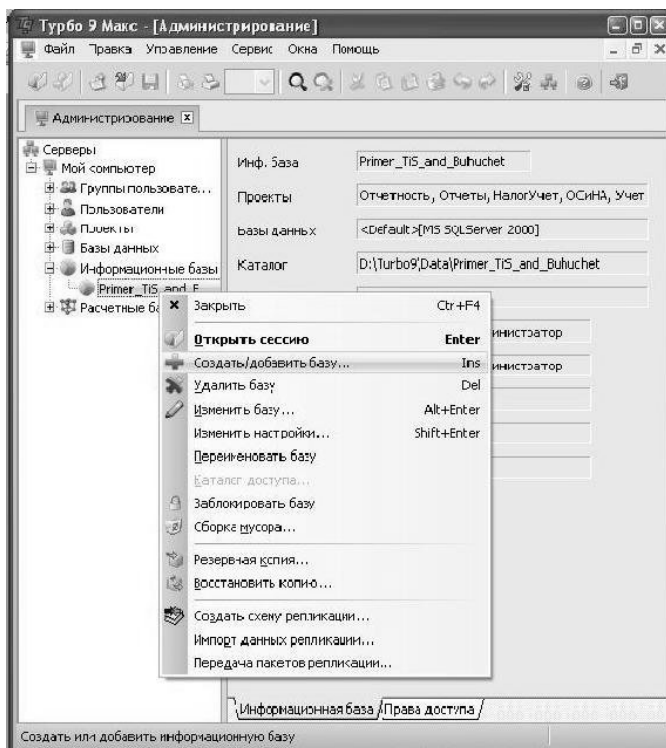 Турбо 9 Макс - [Администрирование]
Файл Правка Управление Сервис Окна Помощь
Администрирование
Серверы
Мой компьютер
Группы пользовате...
Пользователи
Проекты
Базы данных
Информационные базы
Primer_TiS_and_E
Расчетные ба
Инф. база
Primer_TiS_and_Buhuchet
Проекты
Отчетность, Отчеты, НалогУчет, ОСиНА, Учет
Базы данных
<Default>[MS SQLServer 2000]
Каталог
D:\Turbo9\Data\Primer_TiS_and_Buhuchet
инистратор
инистратор
Закрыть Ctr+F4
Открыть сессию Enter
Создать/добавить базу... Ins
Удалить базу Del
Изменить базу... Alt+Enter
Изменить настройки... Shift+Enter
Переименовать базу
Каталог доступа...
Заблокировать базу
Сборка мусора...
Резервная копия...
Восстановить копию...
Создать схему репликации...
Импорт данных репликации...
Передача пакетов репликации...
Информационная база Права доступа
Создать или добавить информационную базу